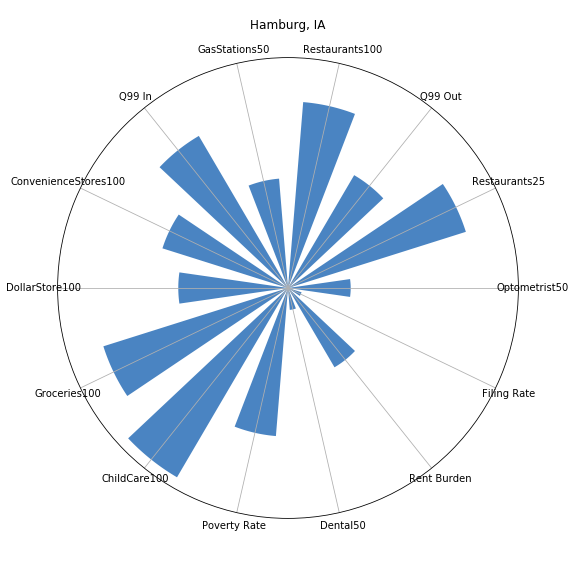 Hamburg, IA
GasStations50
Restaurants100
Q99 In
Q99 Out
ConvenienceStores100
Restaurants25
DollarStore100
Optometrist50
Groceries100
Filing Rate
ChildCare100
Rent Burden
Poverty Rate
Dental50